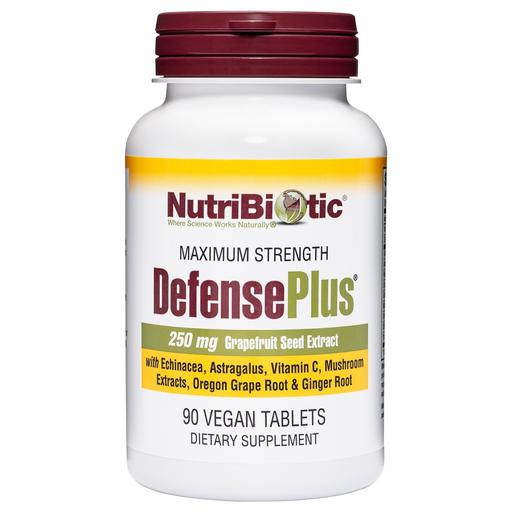 NutriBiotic®
Where Science Works Naturally®
MAXIMUM STRENGTH
DefensePlus®
250 mg Grapefruit Seed Extract
with Echinacea, Astragalus, Vitamin C, Mushroom
Extracts, Oregon Grape Root & Ginger Root
90 VEGAN TABLETS
DIETARY SUPPLEMENT